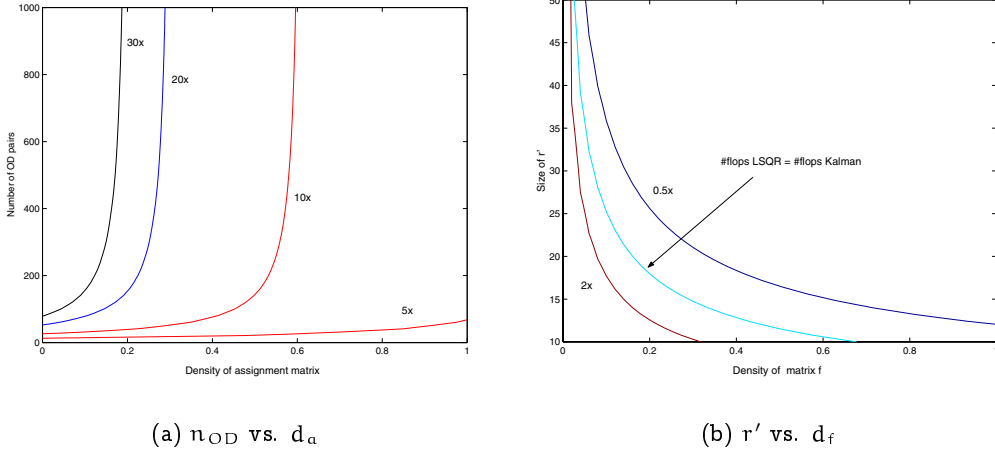 1000
800
600
400
200
0
0
0.2
0.4
0.6
0.8
1
Number of OD pairs
Density of assignment matrix
30x
20x
10x
5x
(a) n_OD vs. d_a
50
45
40
35
30
25
20
15
10
0
0.2
0.4
0.6
0.8
Size of r'
Density of matrix f
#flops LSQR = #flops Kalman
0.5x
2x
(b) r′ vs. d_f